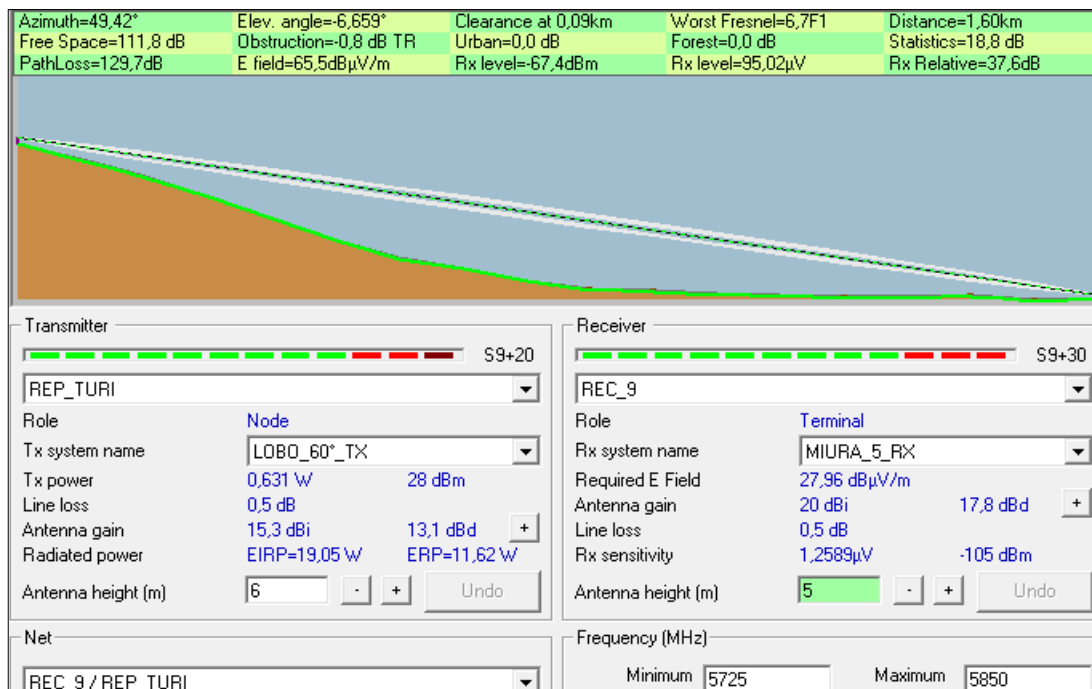 Azimuth=49,42° Elev. angle=-6,659° Clearance at 0,09km Worst Fresnel=6,7F1 Distance=1,60km
Free Space=111,8 dB Obstruction=-0,8 dB TR Urban=0,0 dB Forest=0,0 dB Statistics=18,8 dB
PathLoss=129,7dB E field=65,5dBµV/m Rx level=-67,4dBm Rx level=95,02µV Rx Relative=37,6dB
Transmitter
S9+20
REP_TURI
Role Node
Tx system name LOBO_60°_TX
Tx power 0,631 W 28 dBm
Line loss 0,5 dB
Antenna gain 15,3 dBi 13,1 dBd +
Radiated power EIRP=19,05 W ERP=11,62 W
Antenna height (m) 6 - + Undo
Net
REC_9 / REP_TURI
Receiver
S9+30
REC_9
Role Terminal
Rx system name MIURA_5_RX
Required E Field 27,96 dBµV/m
Antenna gain 20 dBi 17,8 dBd +
Line loss 0,5 dB
Rx sensitivity 1,2589µV -105 dBm
Antenna height (m) 5 - + Undo
Frequency (MHz)
Minimum 5725 Maximum 5850